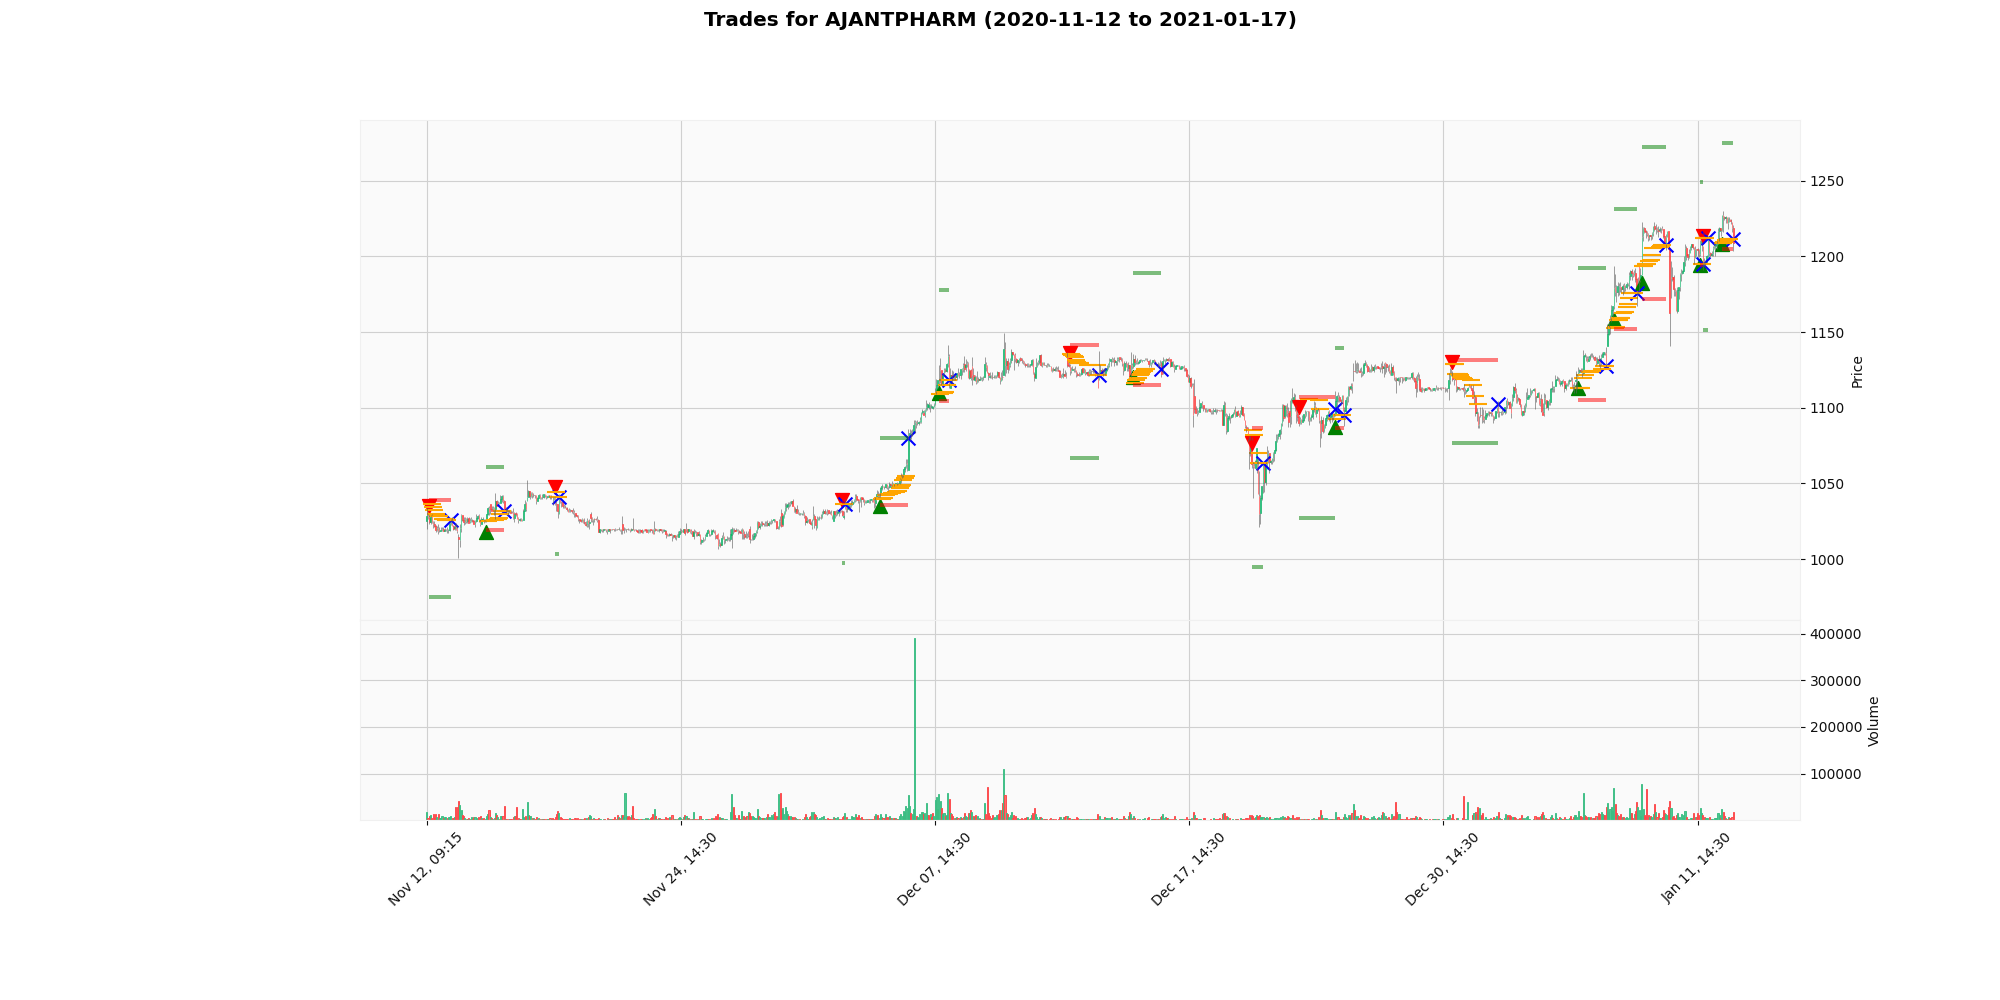 Trades for AJANTPHARM (2020-11-12 to 2021-01-17)
1250
1200
1150
1100
1050
1000
Price
400000
300000
200000
100000
Volume
Nov 12, 09:15
Nov 24, 14:30
Dec 07, 14:30
Dec 17, 14:30
Dec 30, 14:30
Jan 11, 14:30